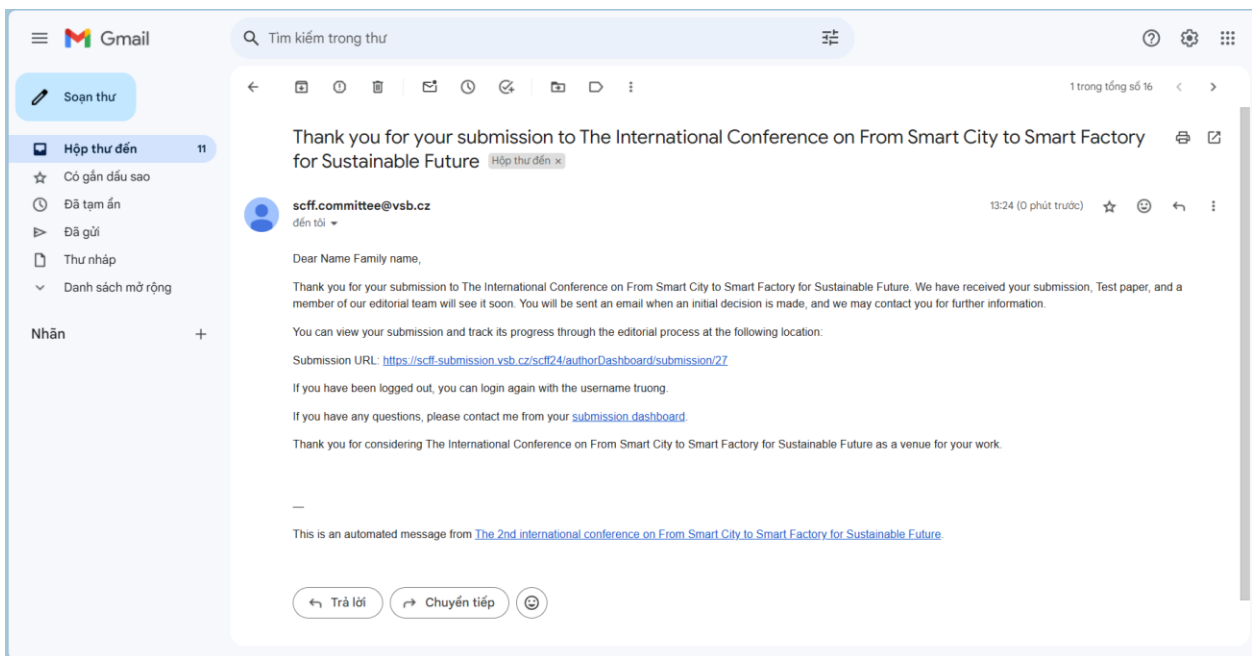 Gmail
Tìm kiếm trong thư
Soạn thư
1 trong tổng số 16
Hộp thư đến 11
Có gắn dấu sao
Đã tạm ẩn
Đã gửi
Thư nháp
Danh sách mở rộng
Nhãn
Thank you for your submission to The International Conference on From Smart City to Smart Factory
for Sustainable Future Hộp thư đến ×
scff.committee@vsb.cz
13:24 (0 phút trước)
đến tôi
Dear Name Family name,
Thank you for your submission to The International Conference on From Smart City to Smart Factory for Sustainable Future. We have received your submission, Test paper, and a
member of our editorial team will see it soon. You will be sent an email when an initial decision is made, and we may contact you for further information.
You can view your submission and track its progress through the editorial process at the following location:
Submission URL: https://scff-submission.vsb.cz/scff24/authorDashboard/submission/27
If you have been logged out, you can login again with the username truong.
If you have any questions, please contact me from your submission dashboard.
Thank you for considering The International Conference on From Smart City to Smart Factory for Sustainable Future as a venue for your work.
—
This is an automated message from The 2nd international conference on From Smart City to Smart Factory for Sustainable Future.
Trả lời
Chuyển tiếp